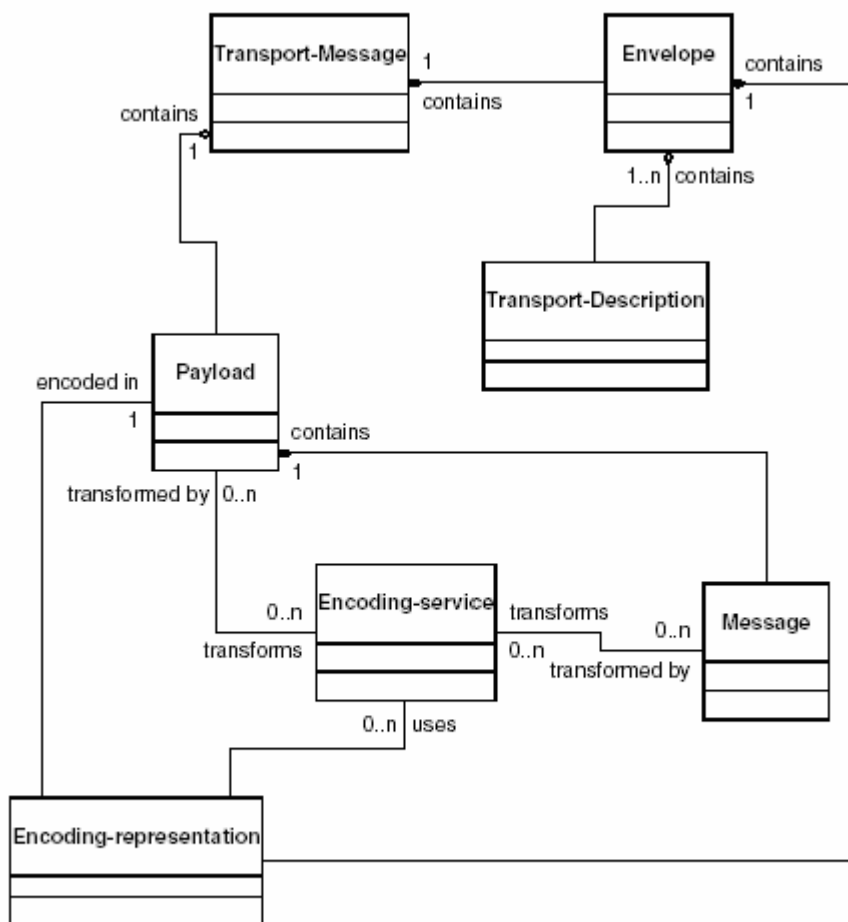 Transport-Message
1
contains
Envelope
contains
1
contains
1
1..n
contains
Transport-Description
Payload
encoded in
1
contains
1
transformed by
0..n
0..n
transforms
Encoding-service
transforms
0..n
0..n
transformed by
Message
0..n
uses
Encoding-representation